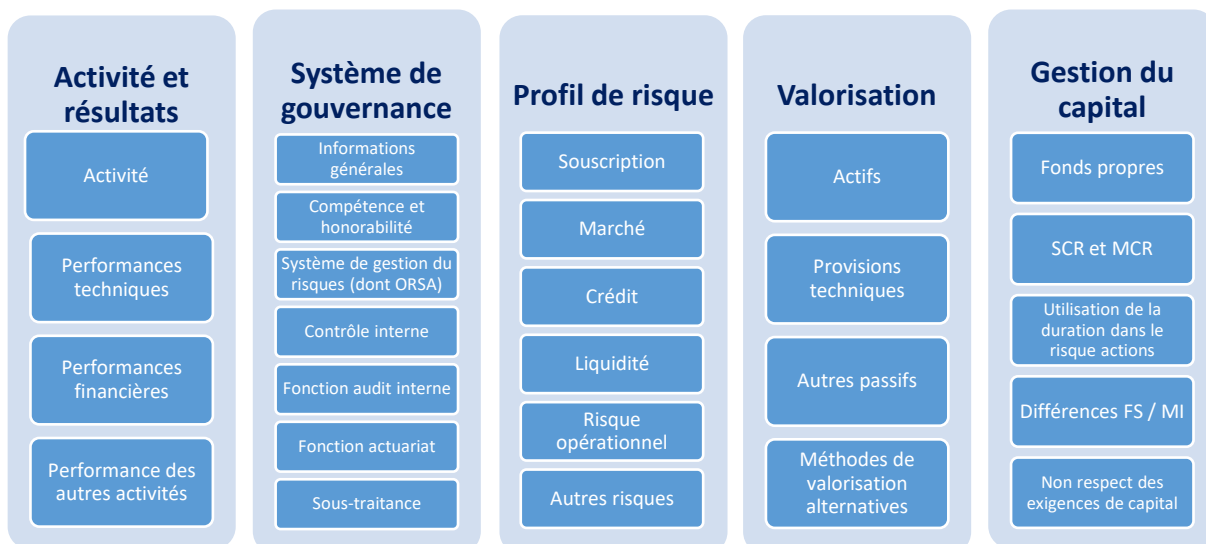 Activité et
résultats
Activité
Performances
techniques
Performances
financières
Performance des
autres activités
Système de
gouvernance
Informations
générales
Compétence et
honorabilité
Système de gestion du
risques (dont ORSA)
Contrôle interne
Fonction audit interne
Fonction actuariat
Sous-traitance
Profil de risque
Souscription
Marché
Crédit
Liquidité
Risque
opérationnel
Autres risques
Valorisation
Actifs
Provisions
techniques
Autres passifs
Méthodes de
valorisation
alternatives
Gestion du
capital
Fonds propres
SCR et MCR
Utilisation de la
duration dans le
risque actions
Différences FS / MI
Non respect des
exigences de capital